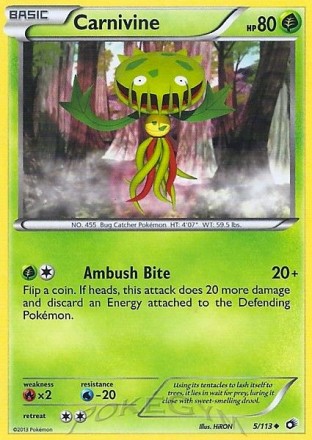 BASIC
Carnivine
HP80
NO. 455 Bug Catcher Pokémon HT: 4'07" WT: 59.5 lbs.
Ambush Bite 20+
Flip a coin. If heads, this attack does 20 more damage
and discard an Energy attached to the Defending
Pokémon.
weakness
×2
resistance
-20
retreat
Using its tentacles to lash itself to trees,
it waits in ambush for prey, luring it
close with sweet-smelling drool.
Illus. HiRON
5/113
©2013 Pokémon
POKEGYM